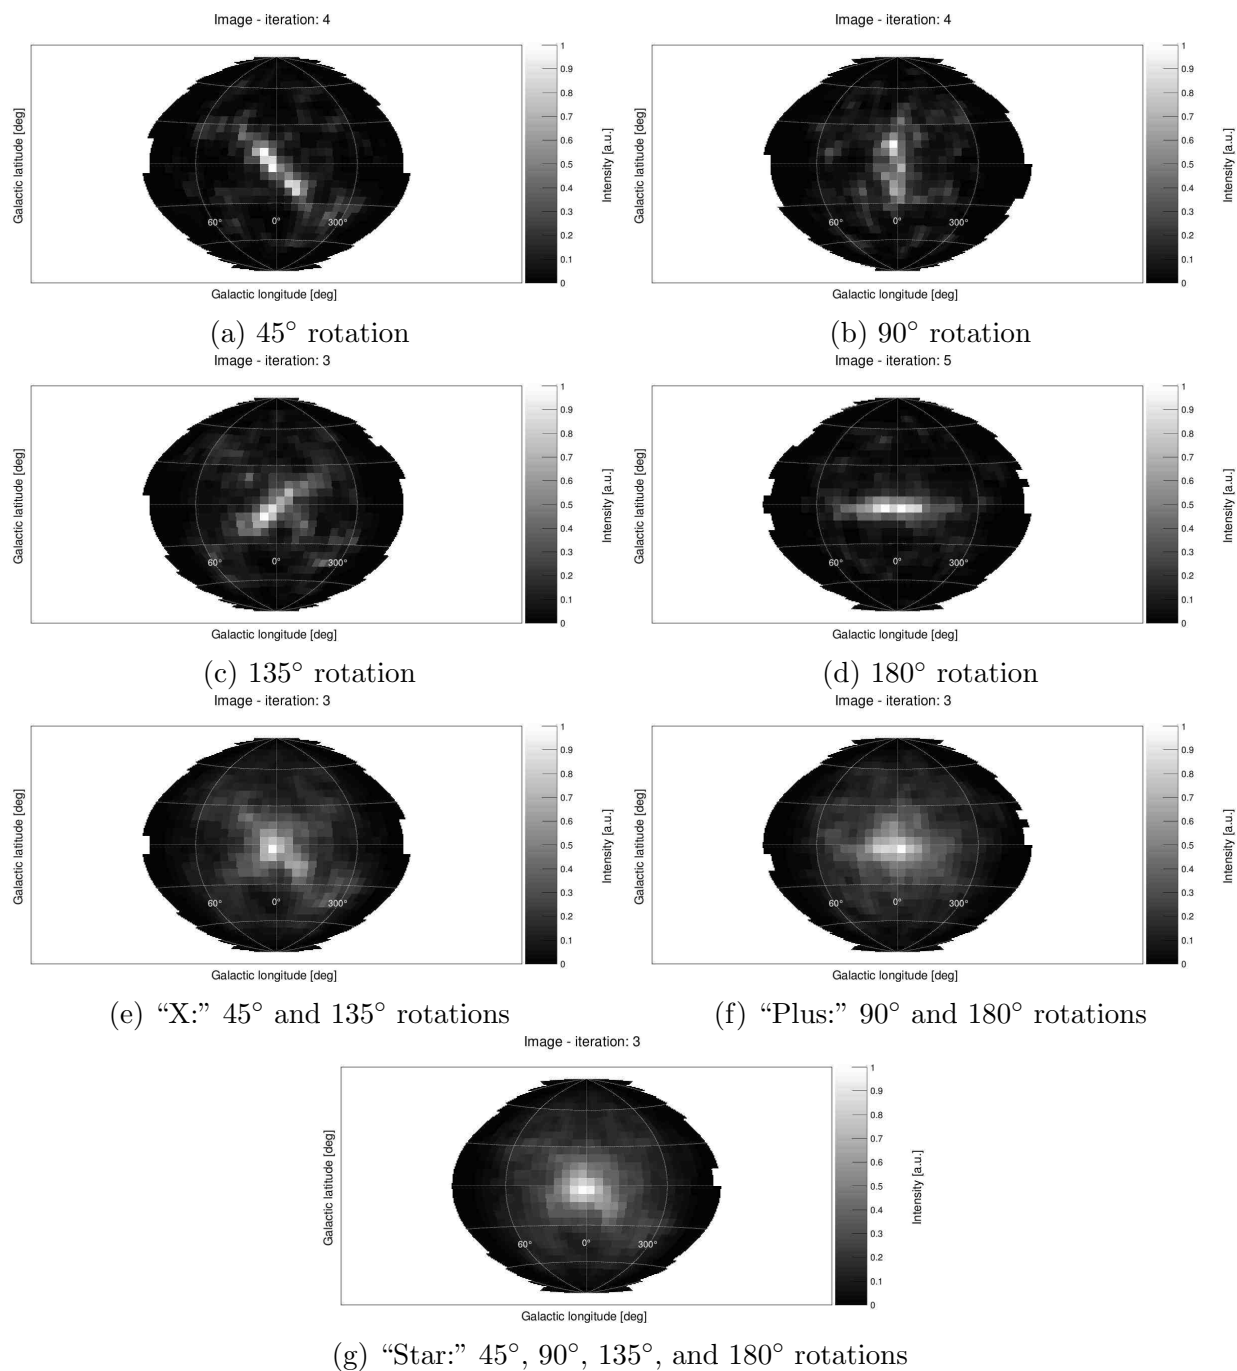 Image - iteration: 4
Galactic latitude [deg]
60°
0°
300°
Galactic longitude [deg]
1
0.9
0.8
0.7
0.6
0.5
0.4
0.3
0.2
0.1
0
Intensity [a.u.]
(a) 45° rotation
Image - iteration: 4
Galactic latitude [deg]
60°
0°
300°
Galactic longitude [deg]
1
0.9
0.8
0.7
0.6
0.5
0.4
0.3
0.2
0.1
0
Intensity [a.u.]
(b) 90° rotation
Image - iteration: 3
Galactic latitude [deg]
60°
0°
300°
Galactic longitude [deg]
1
0.9
0.8
0.7
0.6
0.5
0.4
0.3
0.2
0.1
0
Intensity [a.u.]
(c) 135° rotation
Image - iteration: 5
Galactic latitude [deg]
60°
0°
300°
Galactic longitude [deg]
1
0.9
0.8
0.7
0.6
0.5
0.4
0.3
0.2
0.1
0
Intensity [a.u.]
(d) 180° rotation
Image - iteration: 3
Galactic latitude [deg]
60°
0°
300°
Galactic longitude [deg]
1
0.9
0.8
0.7
0.6
0.5
0.4
0.3
0.2
0.1
0
Intensity [a.u.]
(e) “X:” 45° and 135° rotations
Image - iteration: 3
Galactic latitude [deg]
60°
0°
300°
Galactic longitude [deg]
1
0.9
0.8
0.7
0.6
0.5
0.4
0.3
0.2
0.1
0
Intensity [a.u.]
(f) “Plus:” 90° and 180° rotations
Image - iteration: 3
Galactic latitude [deg]
60°
0°
300°
Galactic longitude [deg]
1
0.9
0.8
0.7
0.6
0.5
0.4
0.3
0.2
0.1
0
Intensity [a.u.]
(g) “Star:” 45°, 90°, 135°, and 180° rotations